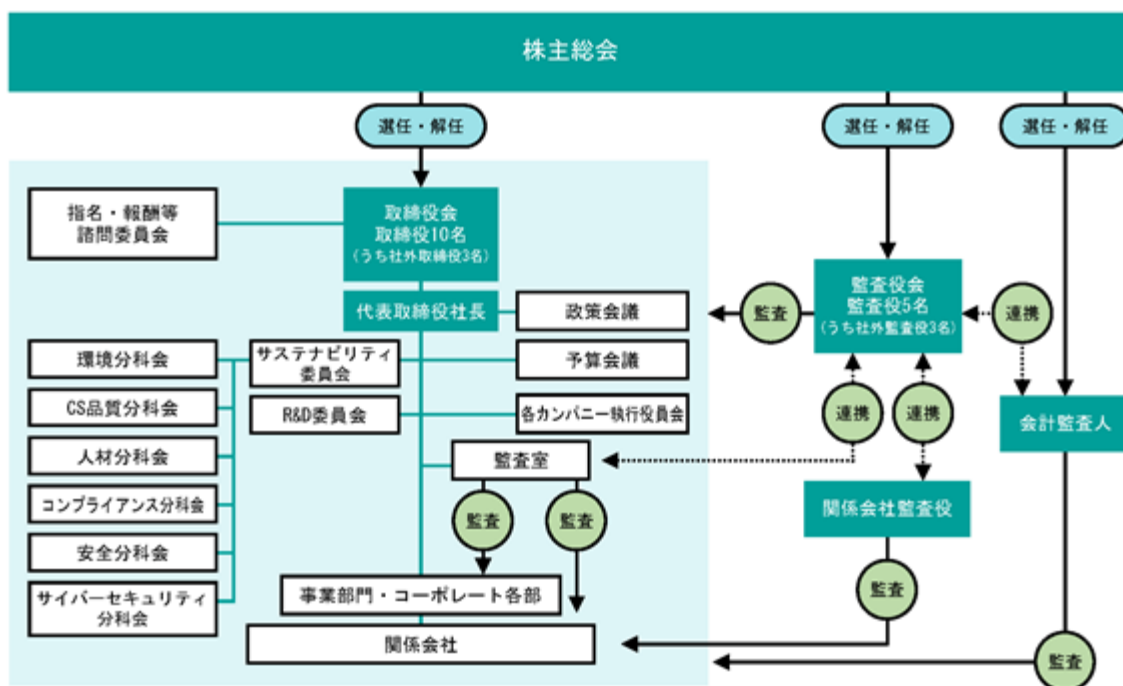 株主総会
選任・解任
選任・解任
選任・解任
指名・報酬等
諮問委員会
取締役会
取締役10名
(うち社外取締役3名)
監査役会
監査役5名
(うち社外監査役3名)
監査
連携
代表取締役社長
政策会議
環境分科会
サステナビリティ
委員会
予算会議
CS品質分科会
R&D委員会
各カンパニー執行役員会
連携
連携
会計監査人
人材分科会
監査室
コンプライアンス分科会
監査
監査
関係会社監査役
安全分科会
事業部門・コーポレート各部
監査
サイバーセキュリティ
分科会
関係会社
監査